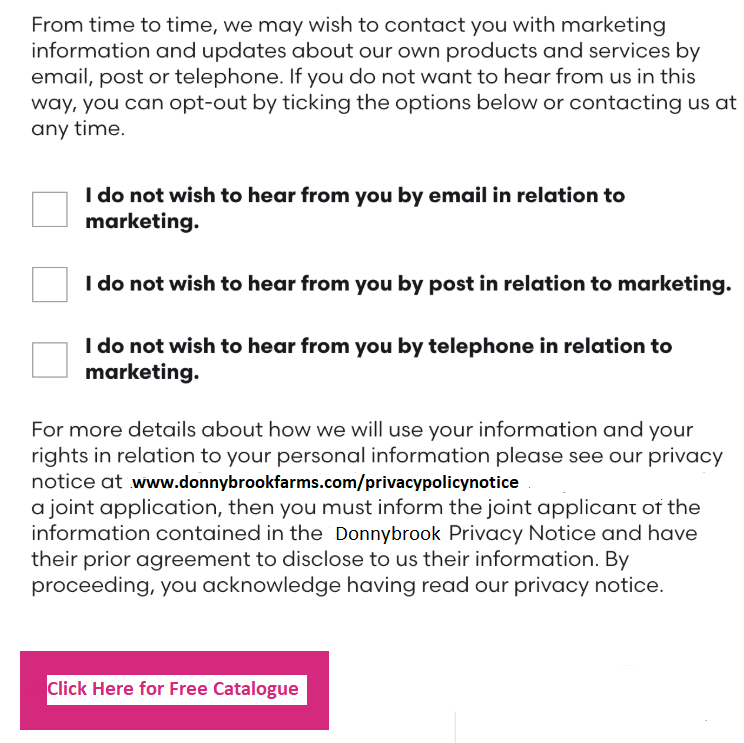 From time to time, we may wish to contact you with marketing
information and updates about our own products and services by
email, post or telephone. If you do not want to hear from us in this
way, you can opt-out by ticking the options below or contacting us at
any time.
I do not wish to hear from you by email in relation to
marketing.
I do not wish to hear from you by post in relation to marketing.
I do not wish to hear from you by telephone in relation to
marketing.
For more details about how we will use your information and your
rights in relation to your personal information please see our privacy
notice at www.donnybrookfarms.com/privacypolicynotice
a joint application, then you must inform the joint applicant of the
information contained in the Donnybrook Privacy Notice and have
their prior agreement to disclose to us their information. By
proceeding, you acknowledge having read our privacy notice.
Click Here for Free Catalogue